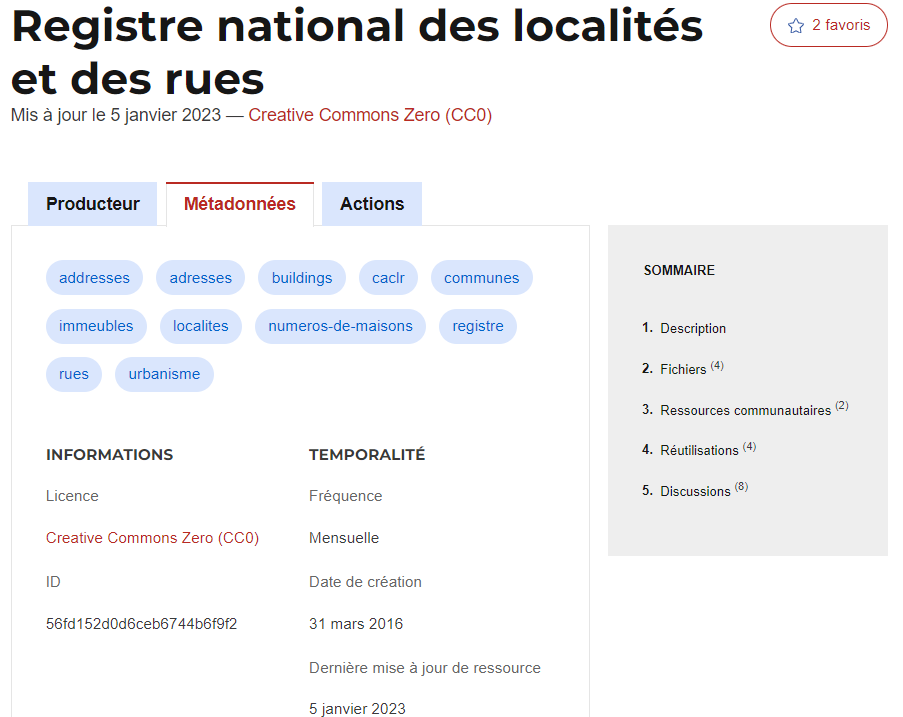 Registre national des localités
et des rues
2 favoris
Mis à jour le 5 janvier 2023 — Creative Commons Zero (CC0)
Producteur
Métadonnées
Actions
addresses
adresses
buildings
caclr
communes
immeubles
localites
numeros-de-maisons
registre
rues
urbanisme
INFORMATIONS
Licence
Creative Commons Zero (CC0)
ID
56fd152d0d6ceb6744b6f9f2
TEMPORALITÉ
Fréquence
Mensuelle
Date de création
31 mars 2016
Dernière mise à jour de ressource
5 janvier 2023
SOMMAIRE
1. Description
2. Fichiers (4)
3. Ressources communautaires (2)
4. Réutilisations (4)
5. Discussions (8)